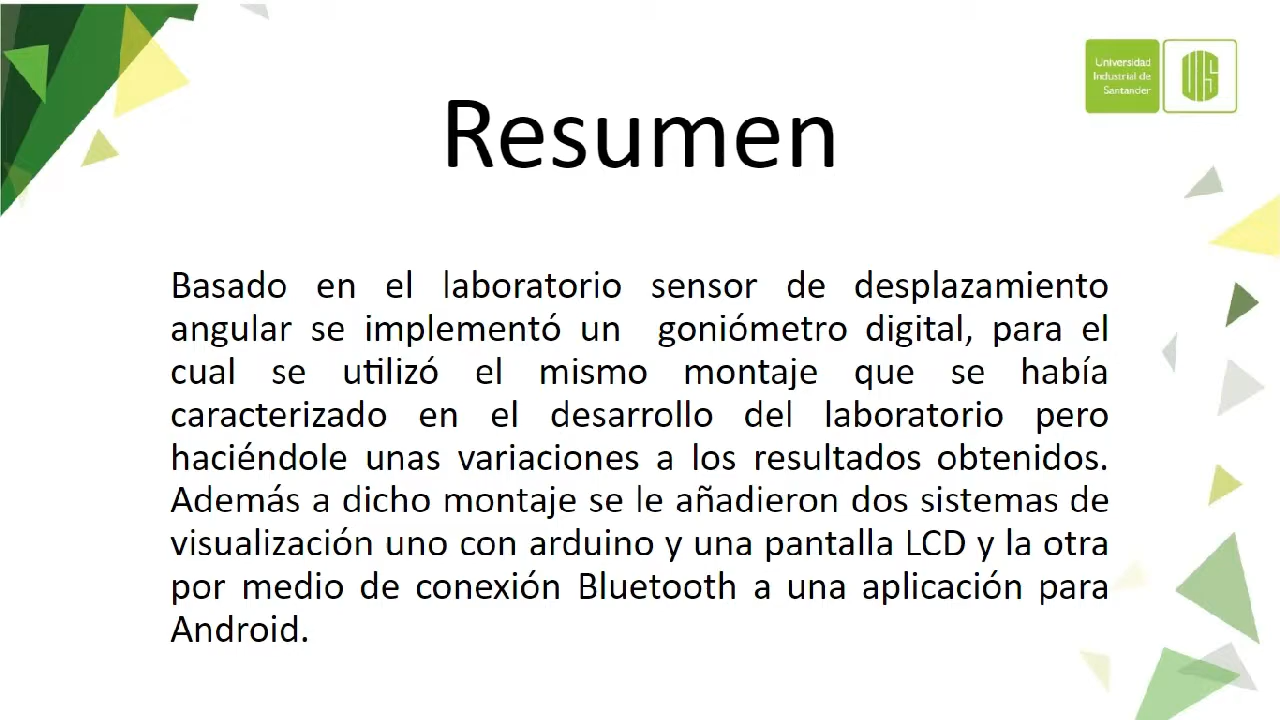 Universidad
Industrial de
Santander
UIS
Resumen
Basado en el laboratorio sensor de desplazamiento
angular se implementó un goniómetro digital, para el
cual se utilizó el mismo montaje que se había
caracterizado en el desarrollo del laboratorio pero
haciéndole unas variaciones a los resultados obtenidos.
Además a dicho montaje se le añadieron dos sistemas de
visualización uno con arduino y una pantalla LCD y la otra
por medio de conexión Bluetooth a una aplicación para
Android.